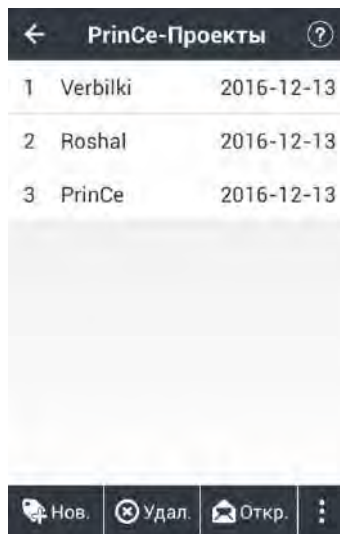 PrinCe-Проекты ?
1 Verbilki 2016-12-13
2 Roshal 2016-12-13
3 PrinCe 2016-12-13
Нов. Удал. Откр.